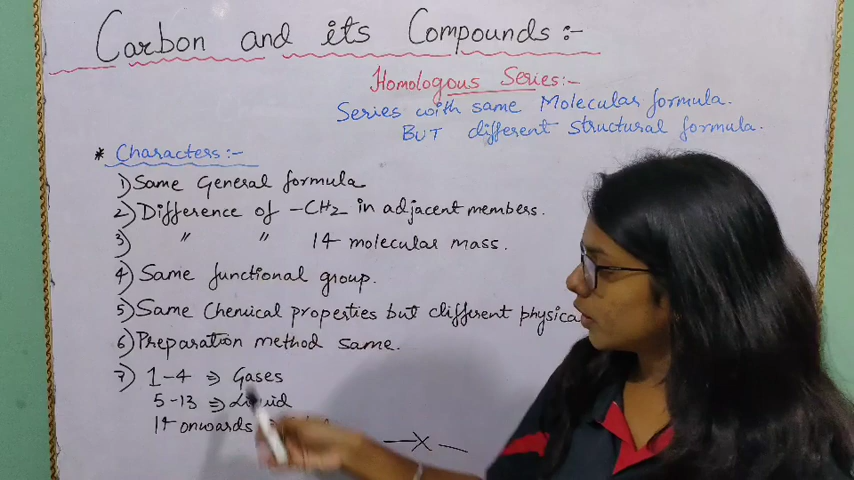 Carbon and its Compounds:-
Homologous Series:-
Series with same Molecular formula.
BUT different structural formula.
* Characters:-
1) Same General formula
2) Difference of -CH2 in adjacent members.
3) " " 14 molecular mass.
4) Same functional group.
5) Same Chemical properties but different physica
6) Preparation method same.
7) 1-4 ⇒ Gases
5-13 ⇒ Liquid
14 onwards